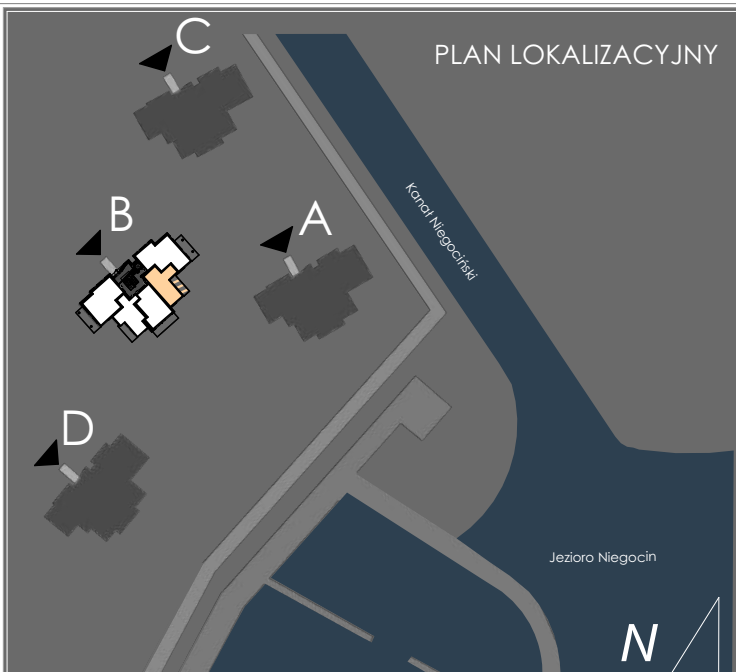 C
PLAN LOKALIZACYJNY
Kanał Niegociński
B
A
D
Jezioro Niegocin
N